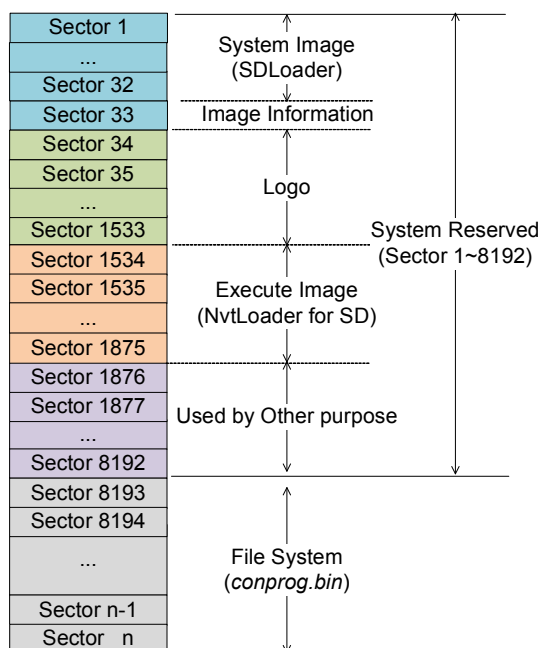 Sector 1
...
Sector 32
Sector 33
Sector 34
Sector 35
...
Sector 1533
Sector 1534
Sector 1535
...
Sector 1875
Sector 1876
Sector 1877
...
Sector 8192
Sector 8193
Sector 8194
...
Sector n-1
Sector n
System Image
(SDLoader)
Image Information
Logo
Execute Image
(NvtLoader for SD)
Used by Other purpose
File System
(conprog.bin)
System Reserved
(Sector 1~8192)